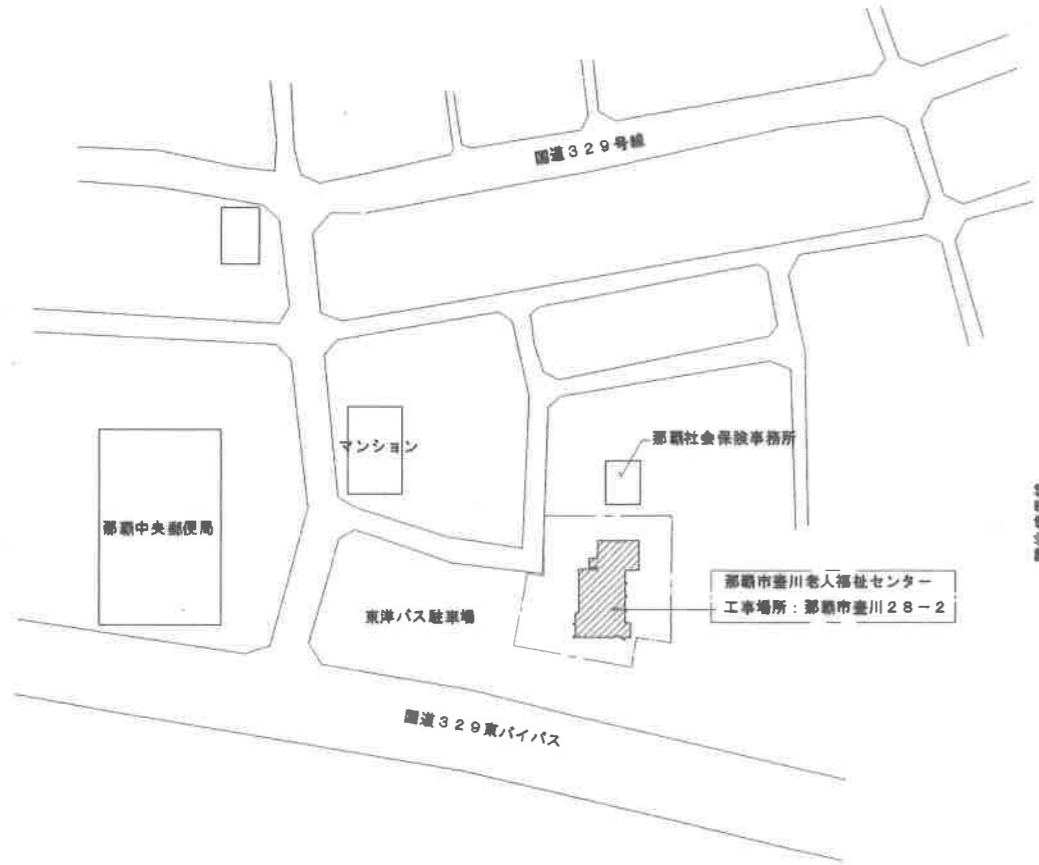 国道３２９号線
マンション
那覇社会保険事務所
那覇中央郵便局
那覇市壷川老人福祉センター
工事場所：那覇市壷川２８－２
東洋バス駐車場
国道３２９東バイパス